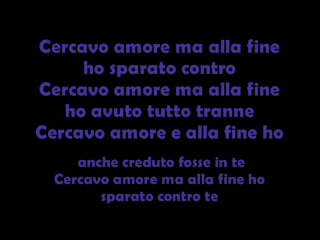 Cercavo amore ma alla fine
ho sparato contro
Cercavo amore ma alla fine
ho avuto tutto tranne
Cercavo amore e alla fine ho
anche creduto fosse in te
Cercavo amore ma alla fine ho
sparato contro te